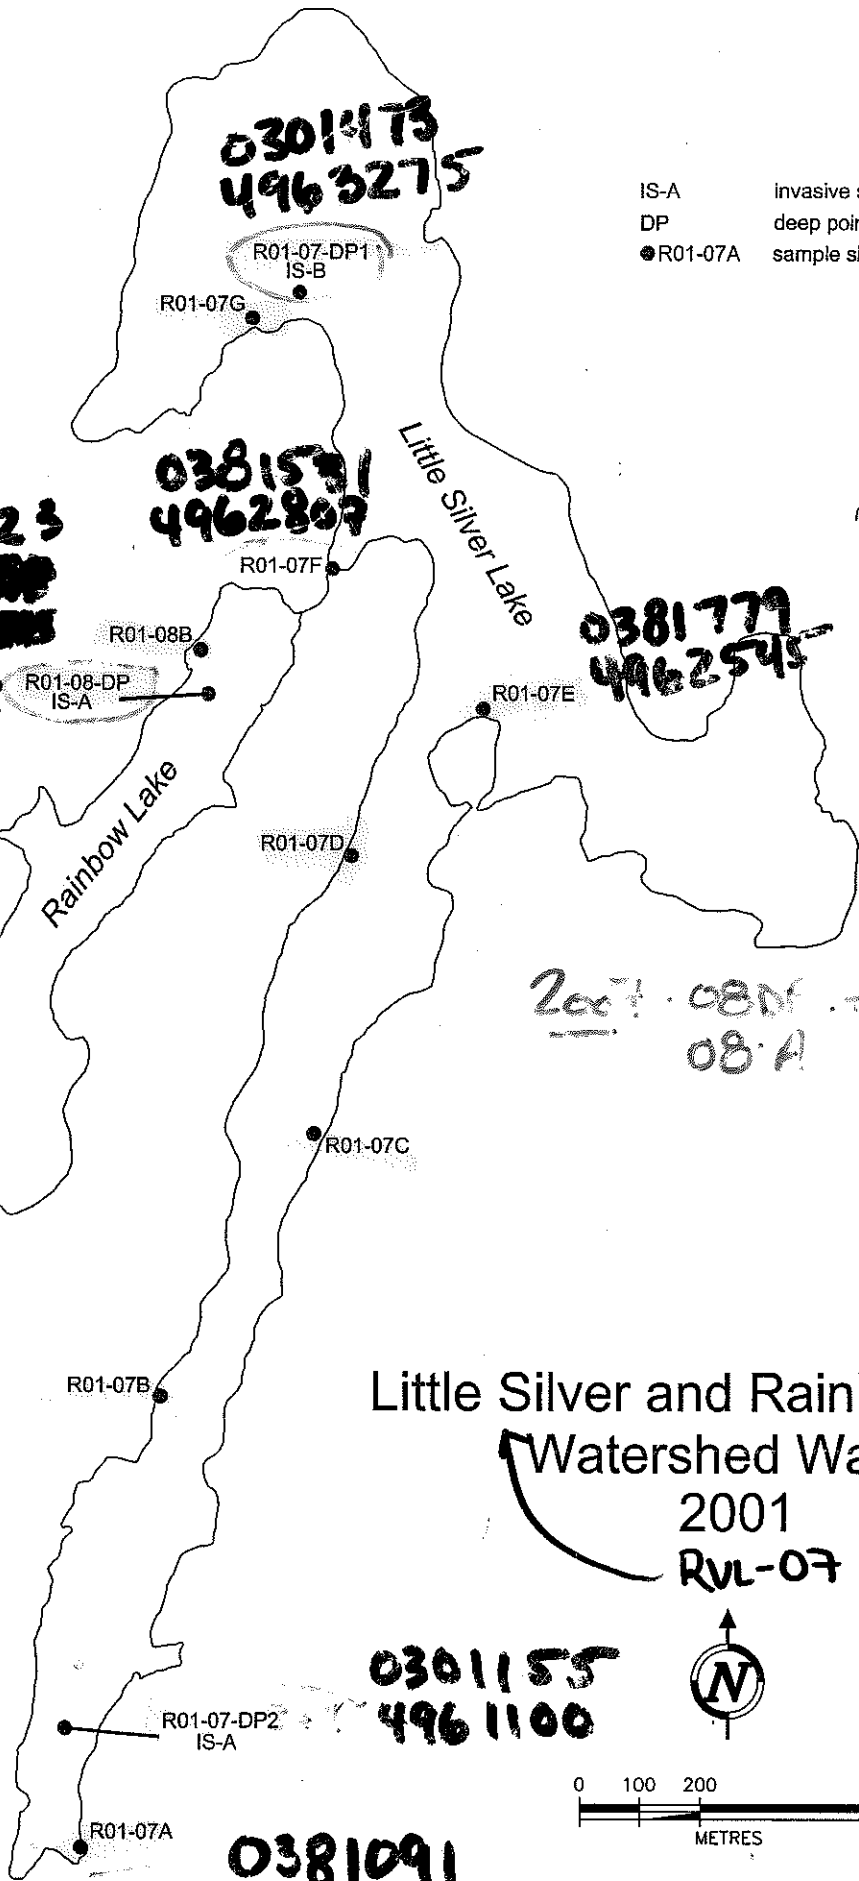 0301473
4963275
IS-A invasive s
DP deep poin
R01-07A sample si
R01-07-DP1
IS-B
R01-07G
Little Silver Lake
4962807
R01-07F
23
R01-08B
R01-08-DP
IS-A
0381779
4962545
R01-07E
Rainbow Lake
R01-07D
08 A
R01-07C
R01-07B
Little Silver and Rain
Watershed Wa
2001
RVL-07
N
0301155
4961100
R01-07-DP2
IS-A
0 100 200
METRES
R01-07A
0381091